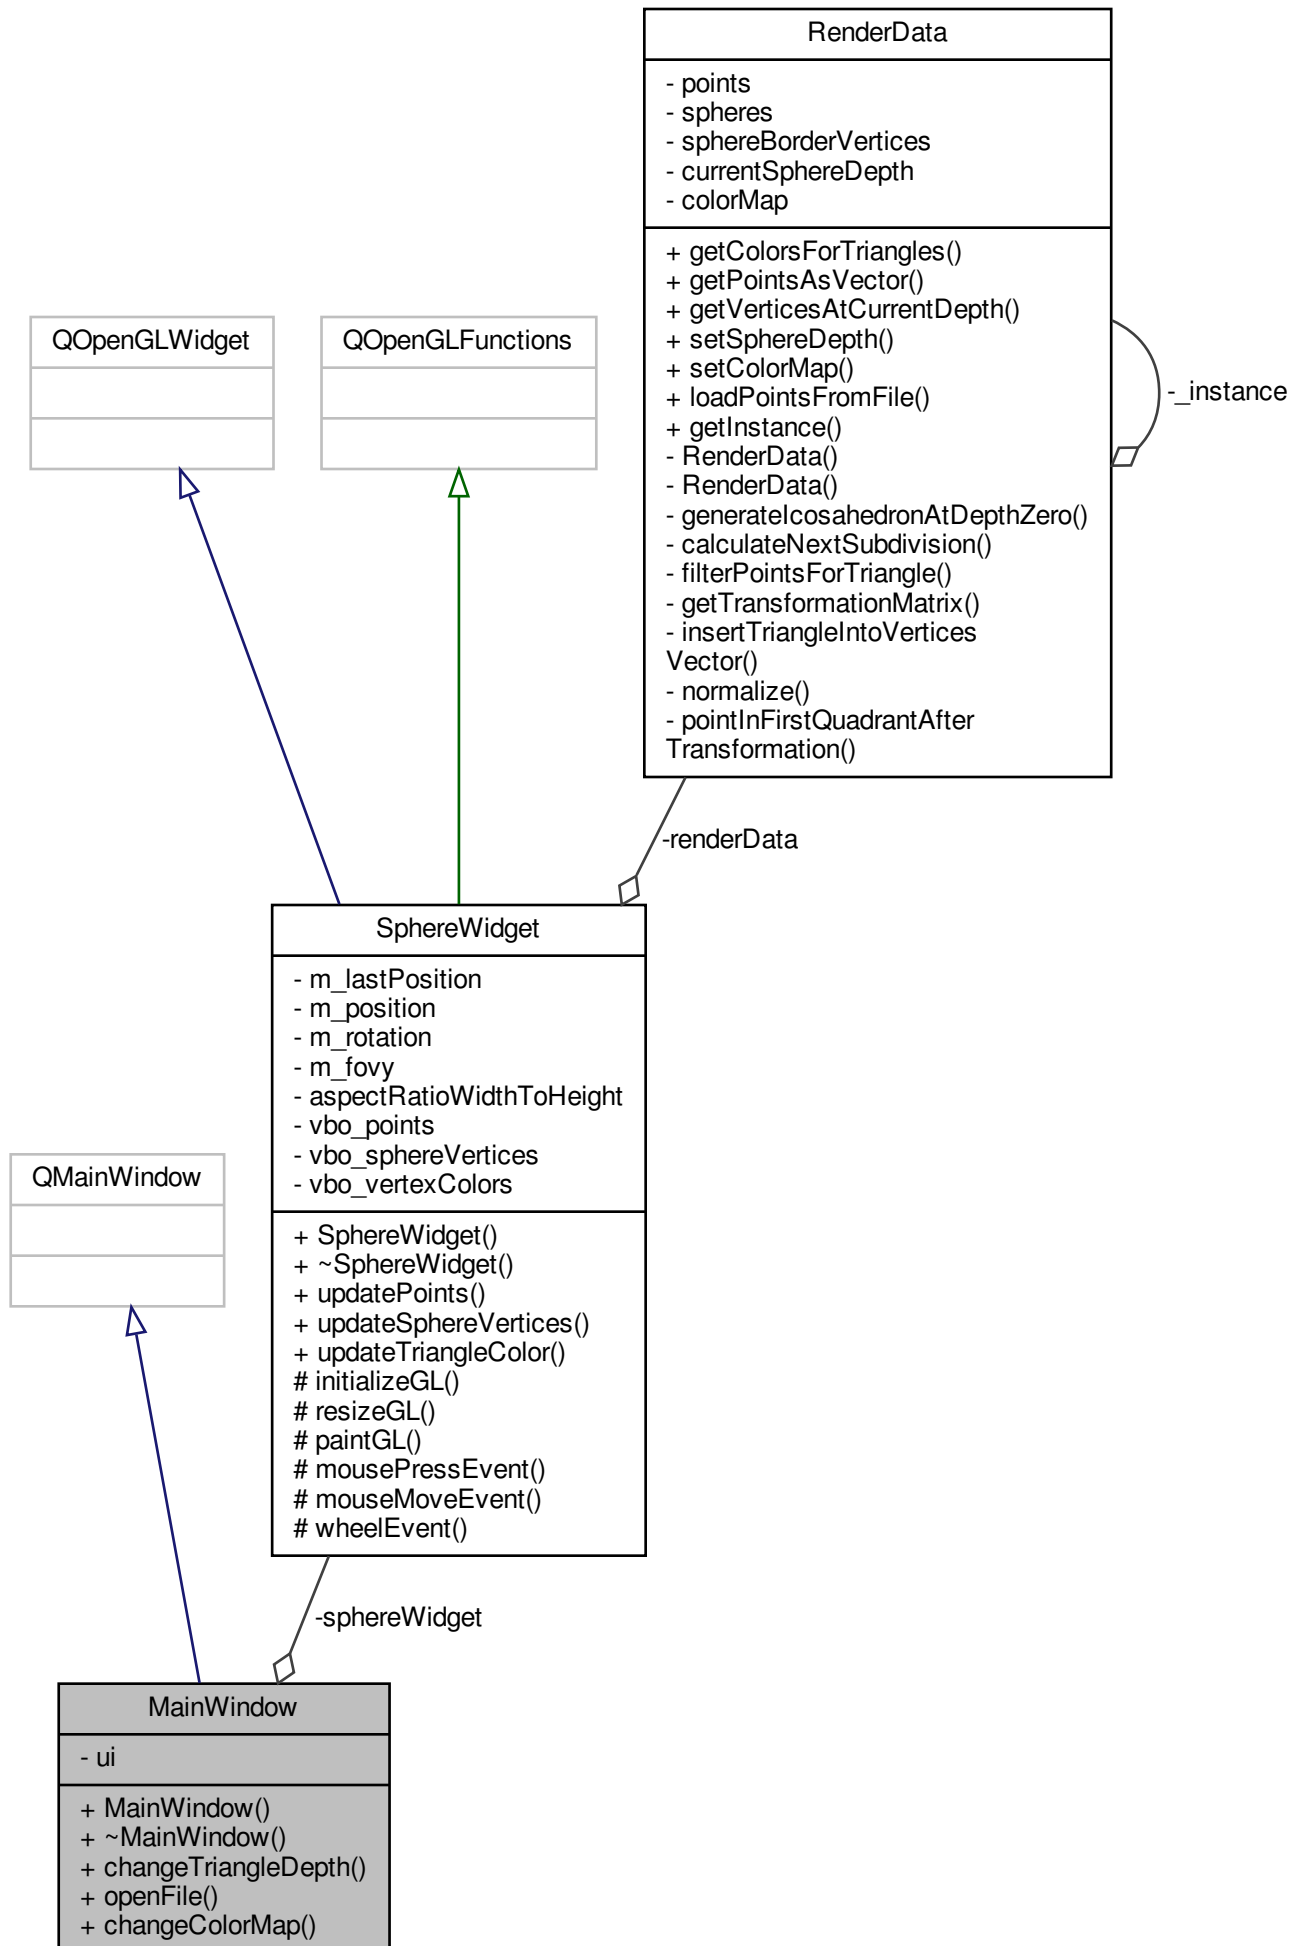 RenderData
- points
- spheres
- sphereBorderVertices
- currentSphereDepth
- colorMap
+ getColorsForTriangles()
+ getPointsAsVector()
+ getVerticesAtCurrentDepth()
+ setSphereDepth()
+ setColorMap()
+ loadPointsFromFile()
+ getInstance()
- RenderData()
- RenderData()
- generateIcosahedronAtDepthZero()
- calculateNextSubdivision()
- filterPointsForTriangle()
- getTransformationMatrix()
- insertTriangleIntoVertices
Vector()
- normalize()
- pointInFirstQuadrantAfter
Transformation()
-_instance
QOpenGLWidget
QOpenGLFunctions
-renderData
SphereWidget
- m_lastPosition
- m_position
- m_rotation
- m_fovy
- aspectRatioWidthToHeight
- vbo_points
- vbo_sphereVertices
- vbo_vertexColors
+ SphereWidget()
+ ~SphereWidget()
+ updatePoints()
+ updateSphereVertices()
+ updateTriangleColor()
# initializeGL()
# resizeGL()
# paintGL()
# mousePressEvent()
# mouseMoveEvent()
# wheelEvent()
QMainWindow
-sphereWidget
MainWindow
- ui
+ MainWindow()
+ ~MainWindow()
+ changeTriangleDepth()
+ openFile()
+ changeColorMap()